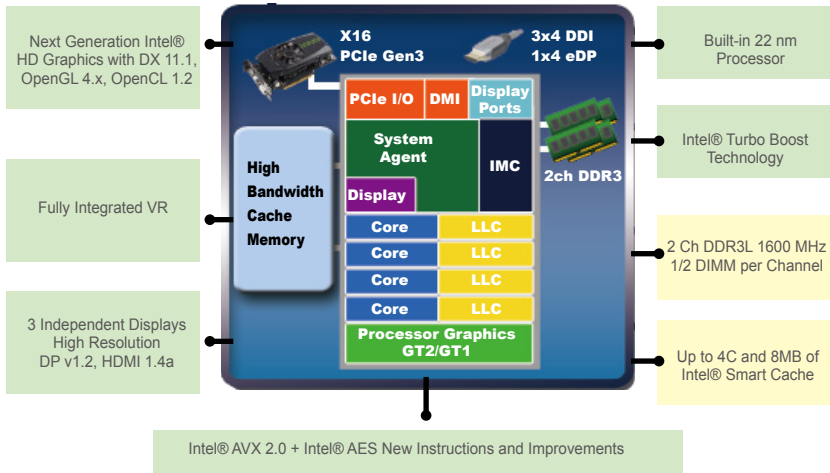 Next Generation Intel®
HD Graphics with DX 11.1,
OpenGL 4.x, OpenCL 1.2
Fully Integrated VR
3 Independent Displays
High Resolution
DP v1.2, HDMI 1.4a
X16
PCIe Gen3
3x4 DDI
1x4 eDP
PCIe I/O
DMI
Display
Ports
System
Agent
IMC
Display
2ch DDR3
High
Bandwidth
Cache
Memory
Core
LLC
Core
LLC
Core
LLC
Core
LLC
Processor Graphics
GT2/GT1
Built-in 22 nm
Processor
Intel® Turbo Boost
Technology
2 Ch DDR3L 1600 MHz
1/2 DIMM per Channel
Up to 4C and 8MB of
Intel® Smart Cache
Intel® AVX 2.0 + Intel® AES New Instructions and Improvements